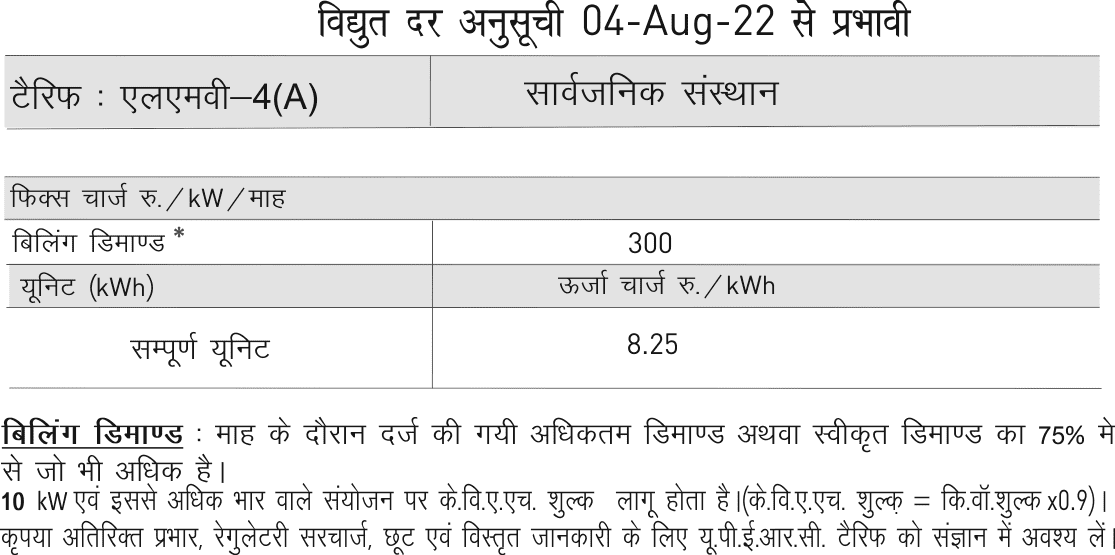 विद्युत दर अनुसूची 04-Aug-22 से प्रभावी
टैरिफ : एलएमवी–4(A) सार्वजनिक संस्थान
फिक्स चार्ज रु./kW/माह
बिलिंग डिमाण्ड * 300
यूनिट (kWh) ऊर्जा चार्ज रु./kWh
सम्पूर्ण यूनिट 8.25
बिलिंग डिमाण्ड : माह के दौरान दर्ज की गयी अधिकतम डिमाण्ड अथवा स्वीकृत डिमाण्ड का 75% मे
से जो भी अधिक है।
10 kW एवं इससे अधिक भार वाले संयोजन पर के.वि.ए.एच. शुल्क लागू होता है।(के.वि.ए.एच. शुल्क़ = कि.वॉ.शुल्क x0.9)।
कृपया अतिरिक्त प्रभार, रेगुलेटरी सरचार्ज, छूट एवं विस्तृत जानकारी के लिए यू.पी.ई.आर.सी. टैरिफ को संज्ञान में अवश्य लें